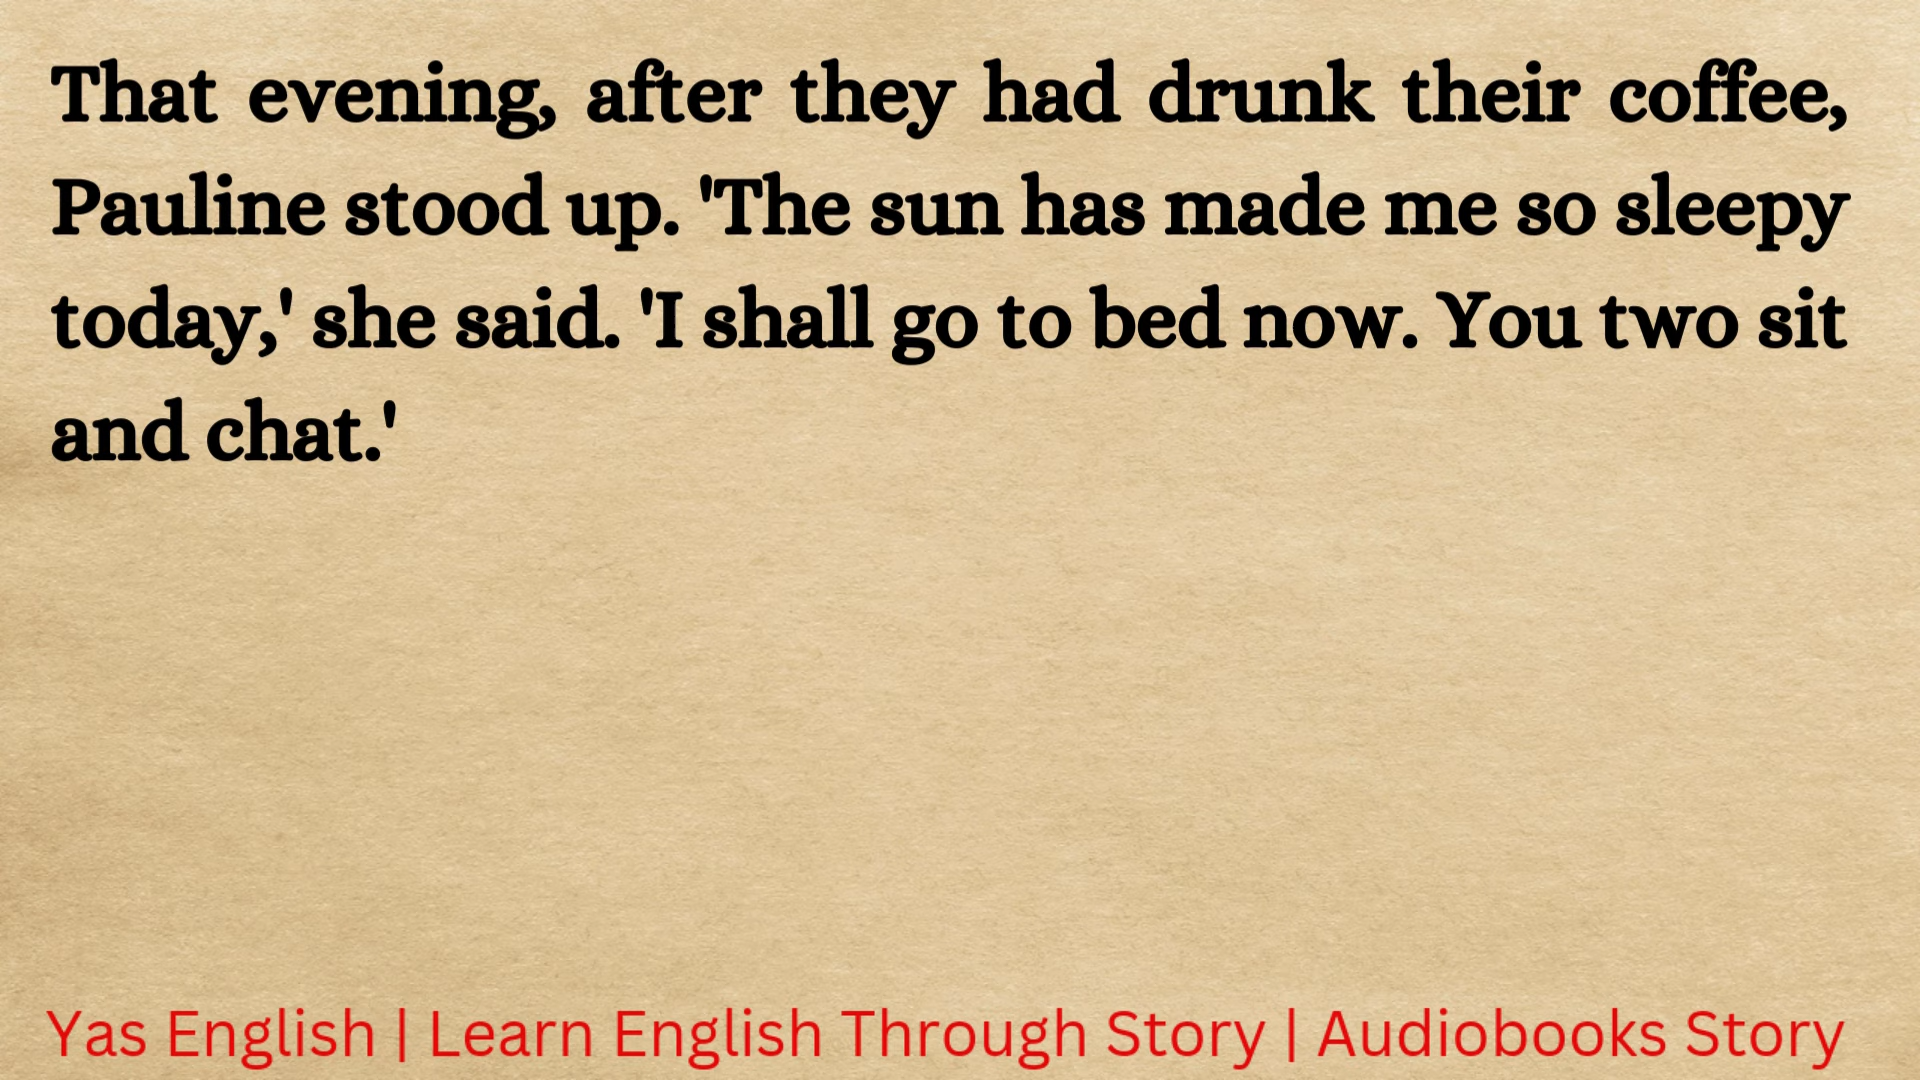 That evening, after they had drunk their coffee,
Pauline stood up. 'The sun has made me so sleepy
today,' she said. 'I shall go to bed now. You two sit
and chat.'
Yas English | Learn English Through Story | Audiobooks Story